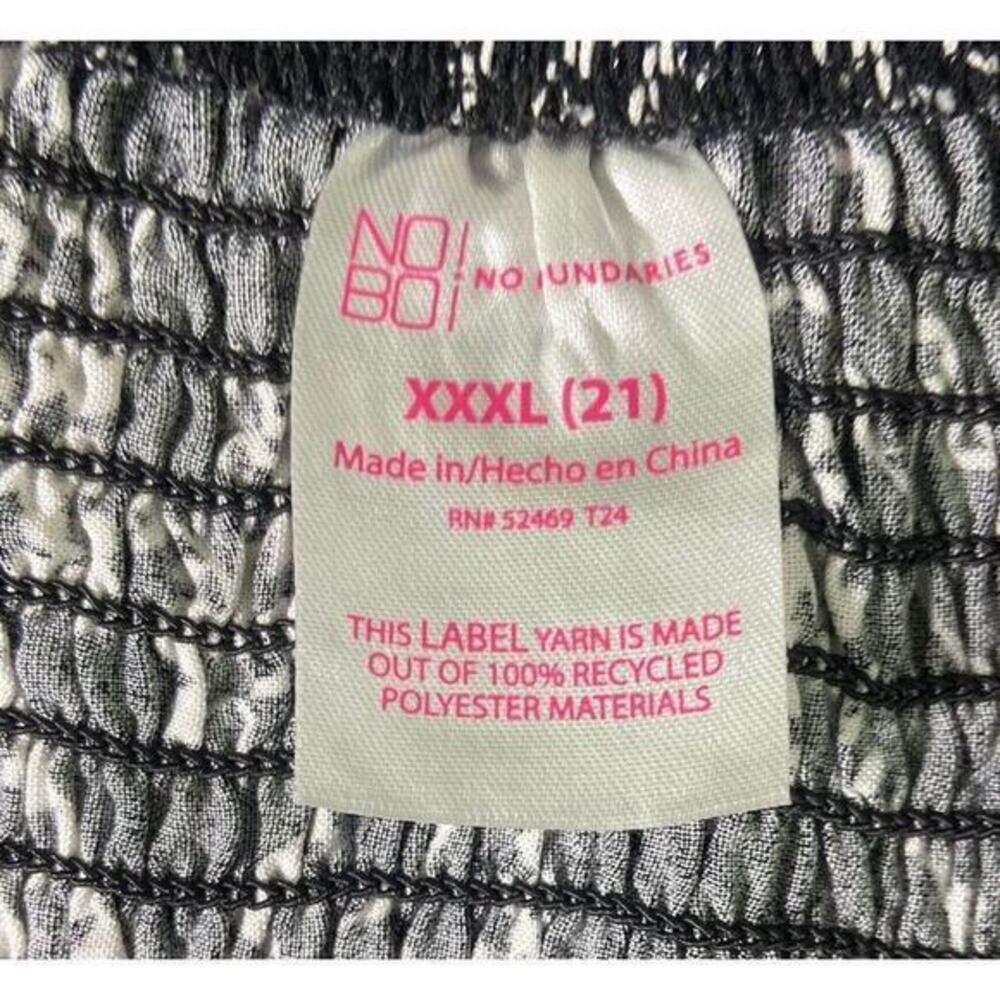 NO!
BO¡
NO UNDARIES
XXXL (21)
Made in/Hecho en China
RN# 52469 T24
THIS LABEL YARN IS MADE
OUT OF 100% RECYCLED
POLYESTER MATERIALS